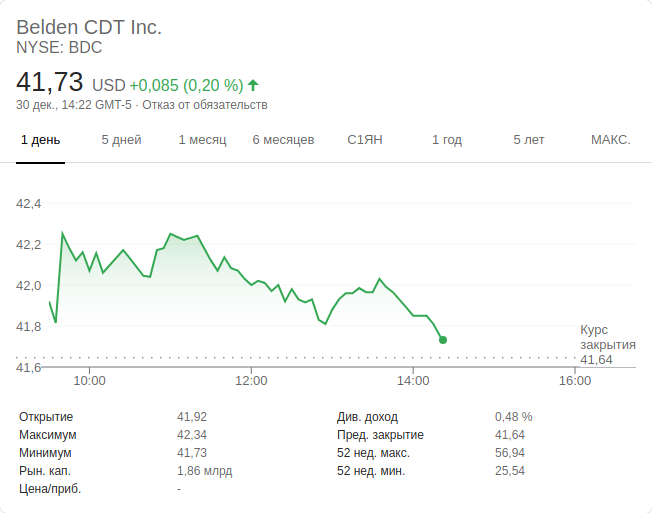 Belden CDT Inc.
NYSE: BDC
41,73 USD +0,085 (0,20 %)
30 дек., 14:22 GMT-5 · Отказ от обязательств
1 день 5 дней 1 месяц 6 месяцев С1ЯН 1 год 5 лет МАКС.
42,4
42,2
42,0
41,8
Курс
закрытия
41,64
41,6
10:00 12:00 14:00 16:00
Открытие 41,92 Див. доход 0,48 %
Максимум 42,34 Пред. закрытие 41,64
Минимум 41,73 52 нед. макс. 56,94
Рын. кап. 1,86 млрд 52 нед. мин. 25,54
Цена/приб. -